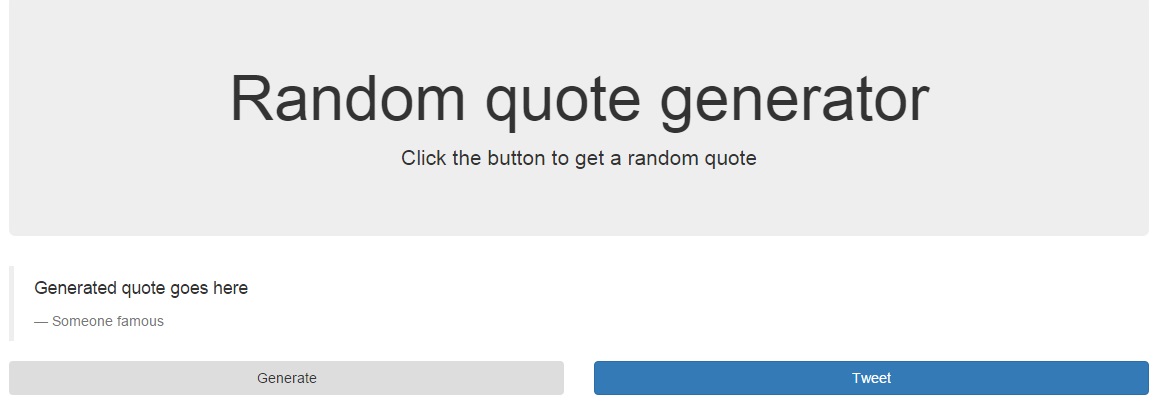 Random quote generator
Click the button to get a random quote
Generated quote goes here
— Someone famous
Generate
Tweet